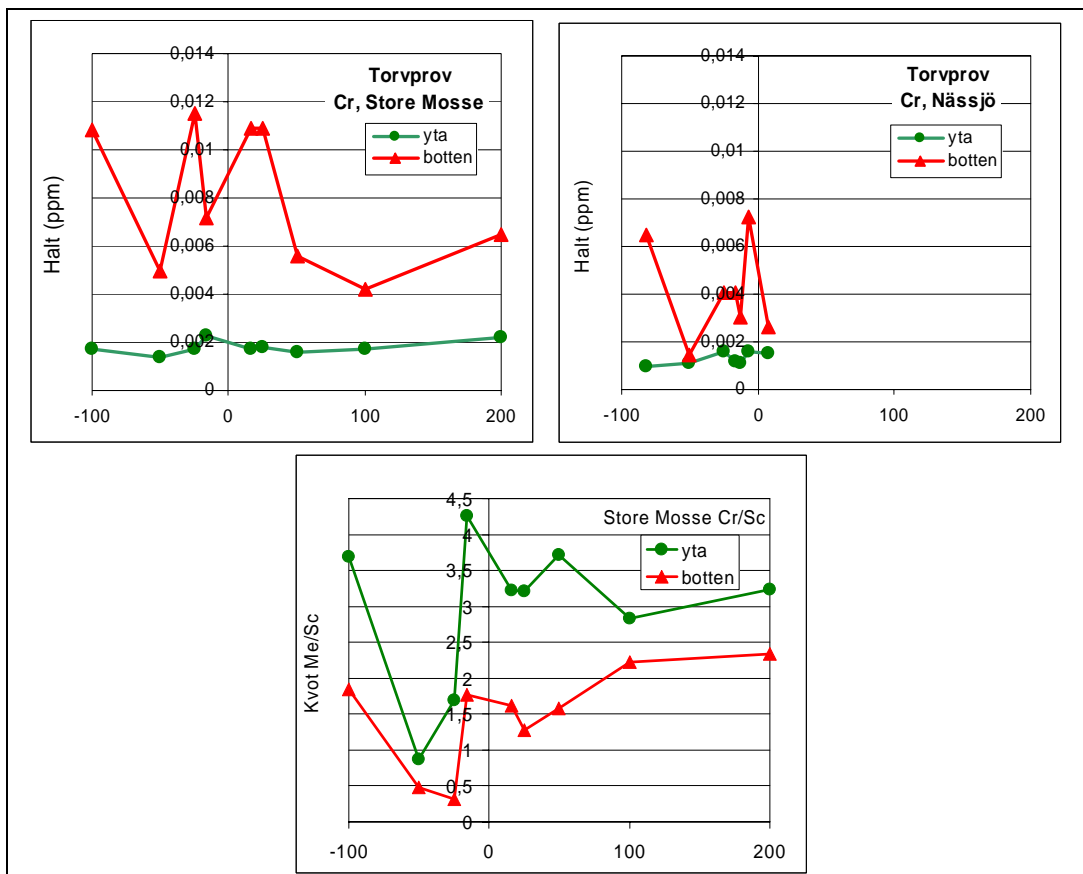 Torvprov
Cr, Store Mosse
yta
botten
Halt (ppm)
0,014
0,012
0,01
0,008
0,006
0,004
0,002
0
-100
0
100
200
Torvprov
Cr, Nässjö
yta
botten
Halt (ppm)
0,014
0,012
0,01
0,008
0,006
0,004
0,002
0
-100
0
100
200
Store Mosse Cr/Sc
yta
botten
Kvot Me/Sc
4,5
4
3,5
3
2,5
2
1,5
1
0,5
0
-100
0
100
200